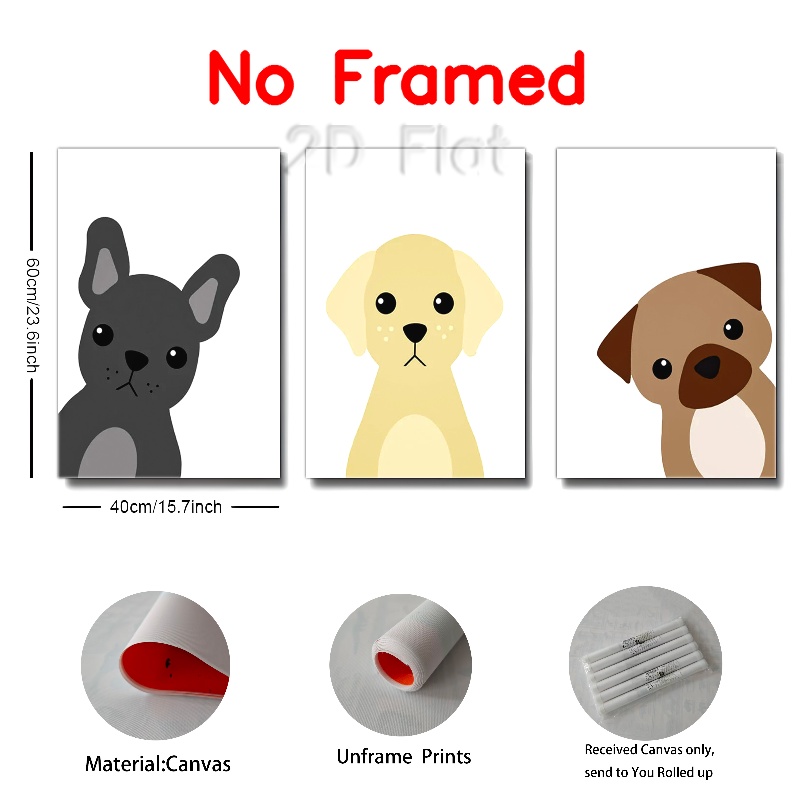 No Framed
2D Flat
60cm/23.6inch
40cm/15.7inch
Material:Canvas
Unframe Prints
Received Canvas only,
send to You Rolled up